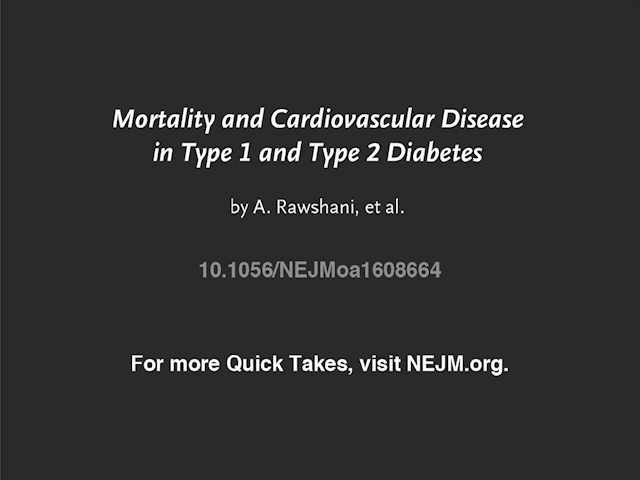 Mortality and Cardiovascular Disease
in Type 1 and Type 2 Diabetes
by A. Rawshani, et al.
10.1056/NEJMoa1608664
For more Quick Takes, visit NEJM.org.